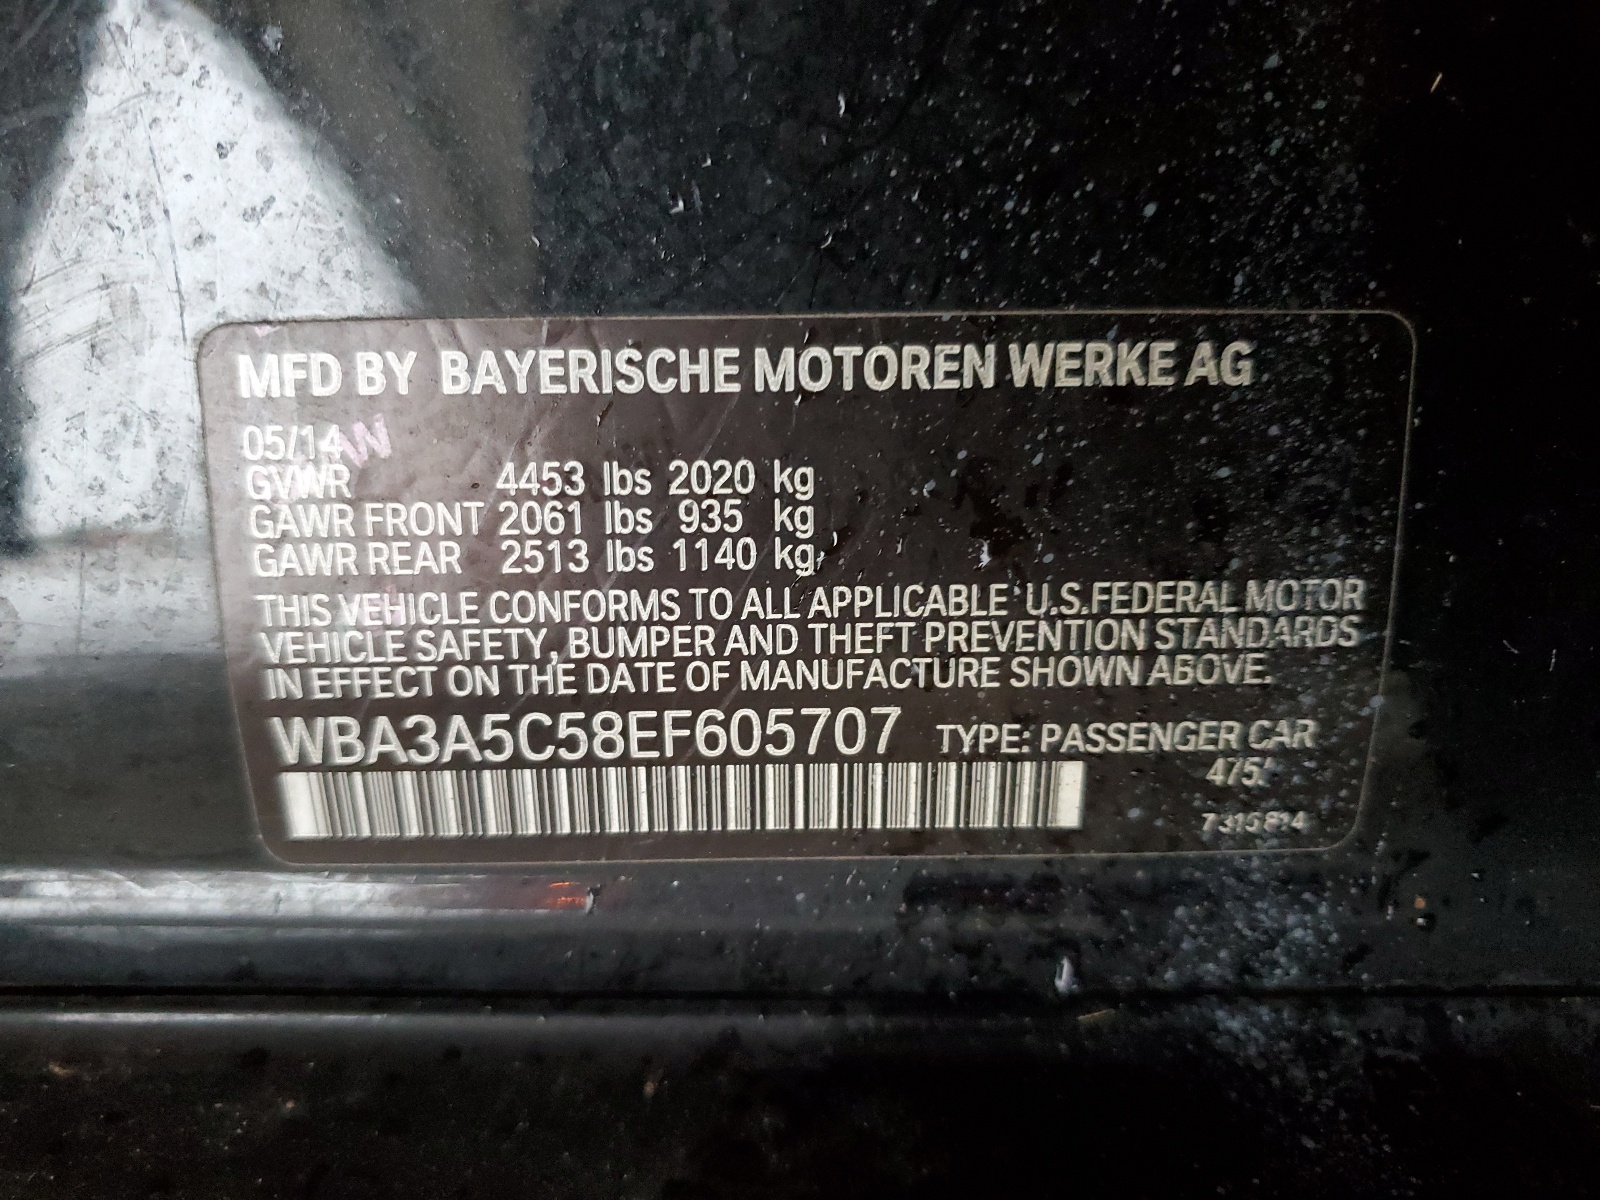 MFD BY BAYERISCHE MOTOREN WERKE AG
05/14
GVWR 4453 lbs 2020 kg
GAWR FRONT 2061 lbs 935 kg
GAWR REAR 2513 lbs 1140 kg
THIS VEHICLE CONFORMS TO ALL APPLICABLE U.S.FEDERAL MOTOR
VEHICLE SAFETY, BUMPER AND THEFT PREVENTION STANDARDS
IN EFFECT ON THE DATE OF MANUFACTURE SHOWN ABOVE.
WBA3A5C58EF605707 TYPE: PASSENGER CAR